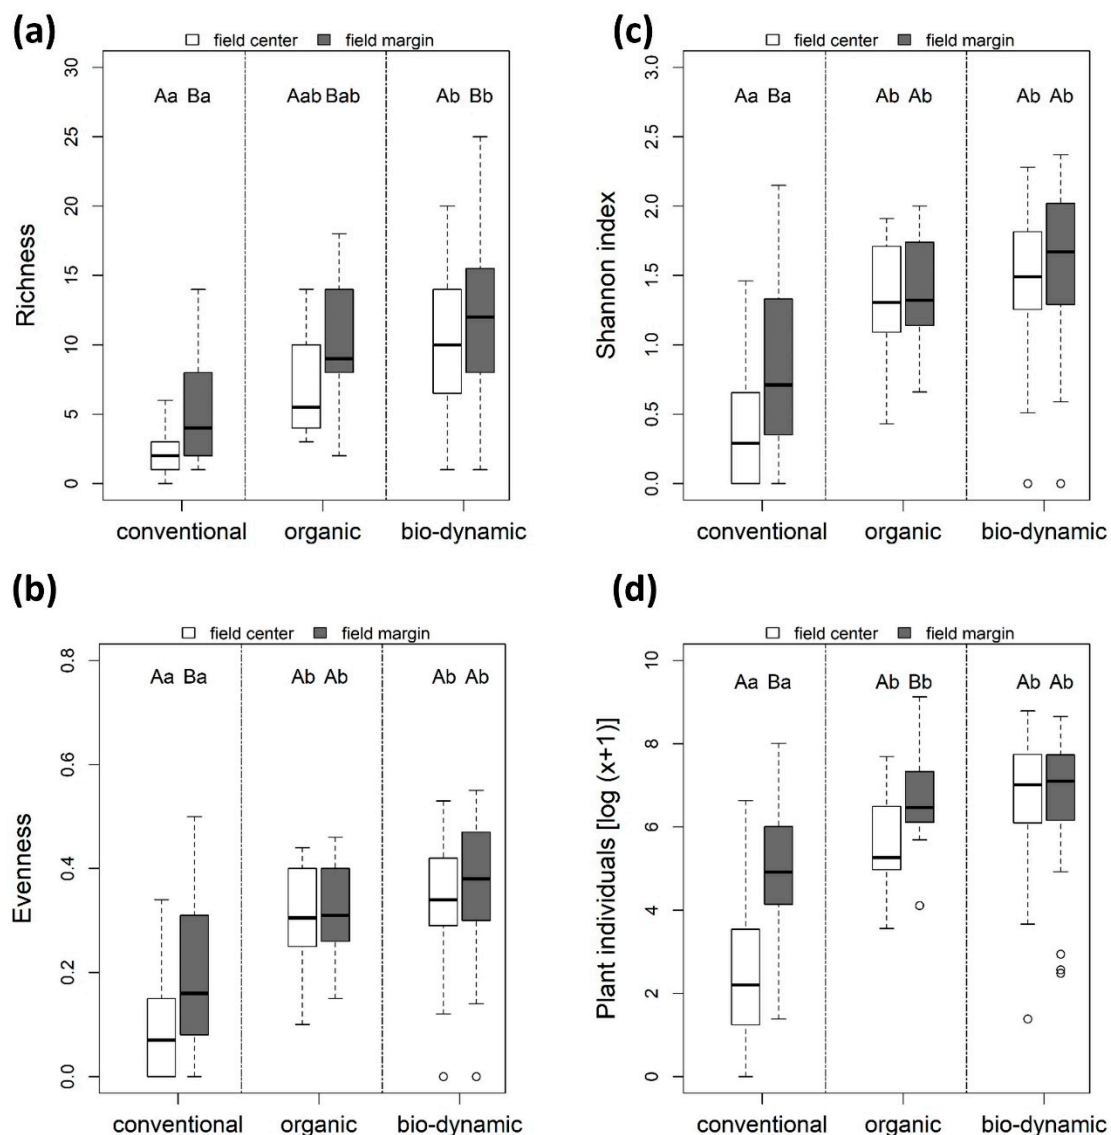 (a)
field center field margin
Richness
30
25
20
15
10
5
0
Aa Ba Aab Bab Ab Bb
conventional organic bio-dynamic
(c)
field center field margin
Shannon index
3.0
2.5
2.0
1.5
1.0
0.5
0.0
Aa Ba Ab Ab Ab Ab
conventional organic bio-dynamic
(b)
field center field margin
Evenness
0.8
0.6
0.4
0.2
0.0
Aa Ba Ab Ab Ab Ab
conventional organic bio-dynamic
(d)
field center field margin
Plant individuals [log (x+1)]
10
8
6
4
2
0
Aa Ba Ab Bb Ab Ab
conventional organic bio-dynamic